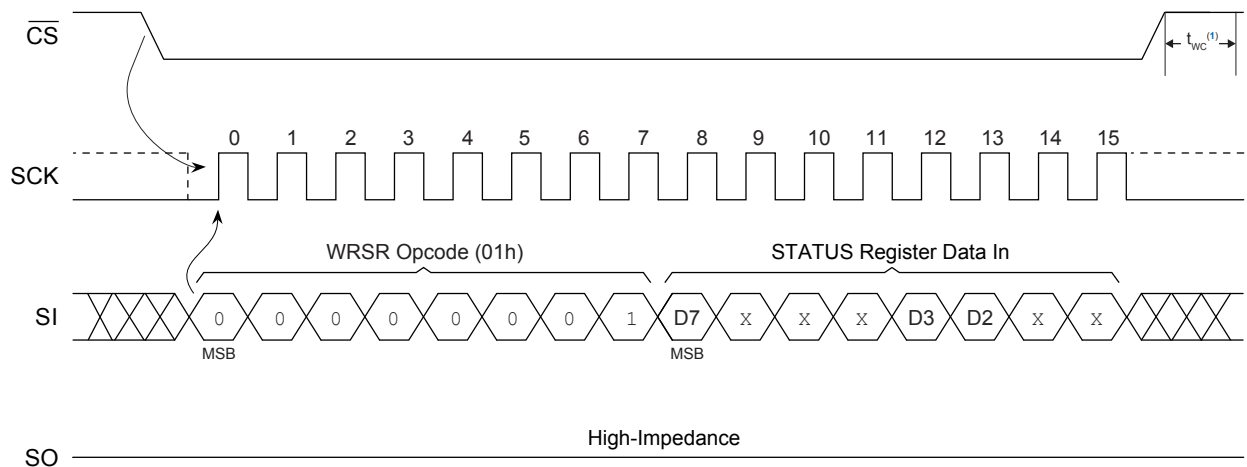 CS
tWC(1)
0 1 2 3 4 5 6 7 8 9 10 11 12 13 14 15
SCK
WRSR Opcode (01h) STATUS Register Data In
SI 0 0 0 0 0 0 0 1 D7 X X X D3 D2 X X
MSB MSB
High-Impedance
SO